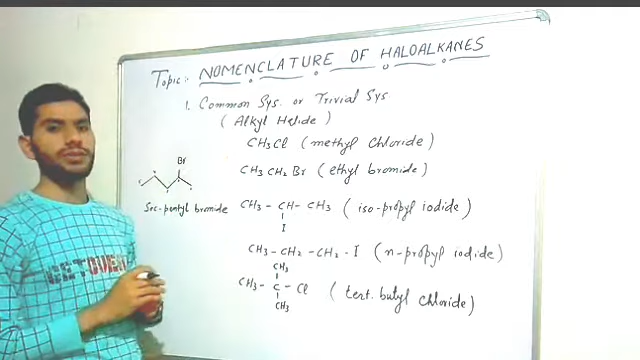 Topic:- NOMENCLATURE OF HALOALKANES
1. Common Sys. or Trivial Sys
(Alkyl Halide)
CH3Cl (methyl chloride)
CH3 CH2 Br (ethyl bromide)
Br
Sec-pentyl bromide
CH3 - CH - CH3 (iso-propyl iodide)
I
CH3 - CH2 - CH2 - I (n-propyl iodide)
CH3
CH3 - C - Cl (tert. butyl chloride)
CH3